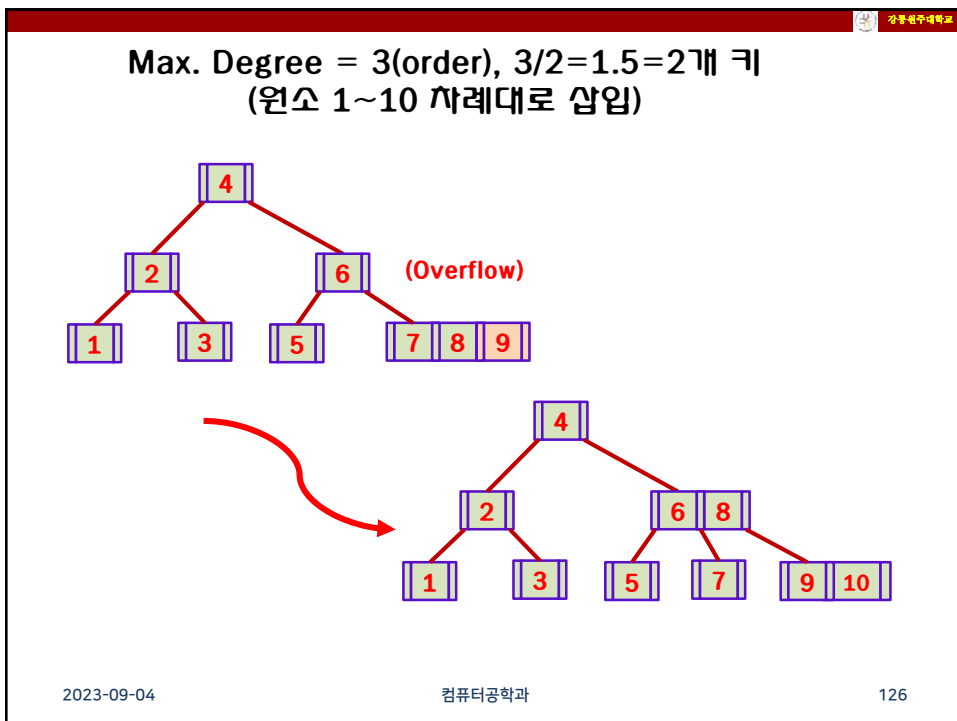 강릉원주대학교
Max. Degree = 3(order), 3/2=1.5=2개 키
(원소 1~10 차례대로 삽입)
4
2 6 (Overflow)
1 3 5 7 8 9
4
2 6 8
1 3 5 7 9 10
2023-09-04 컴퓨터공학과 126